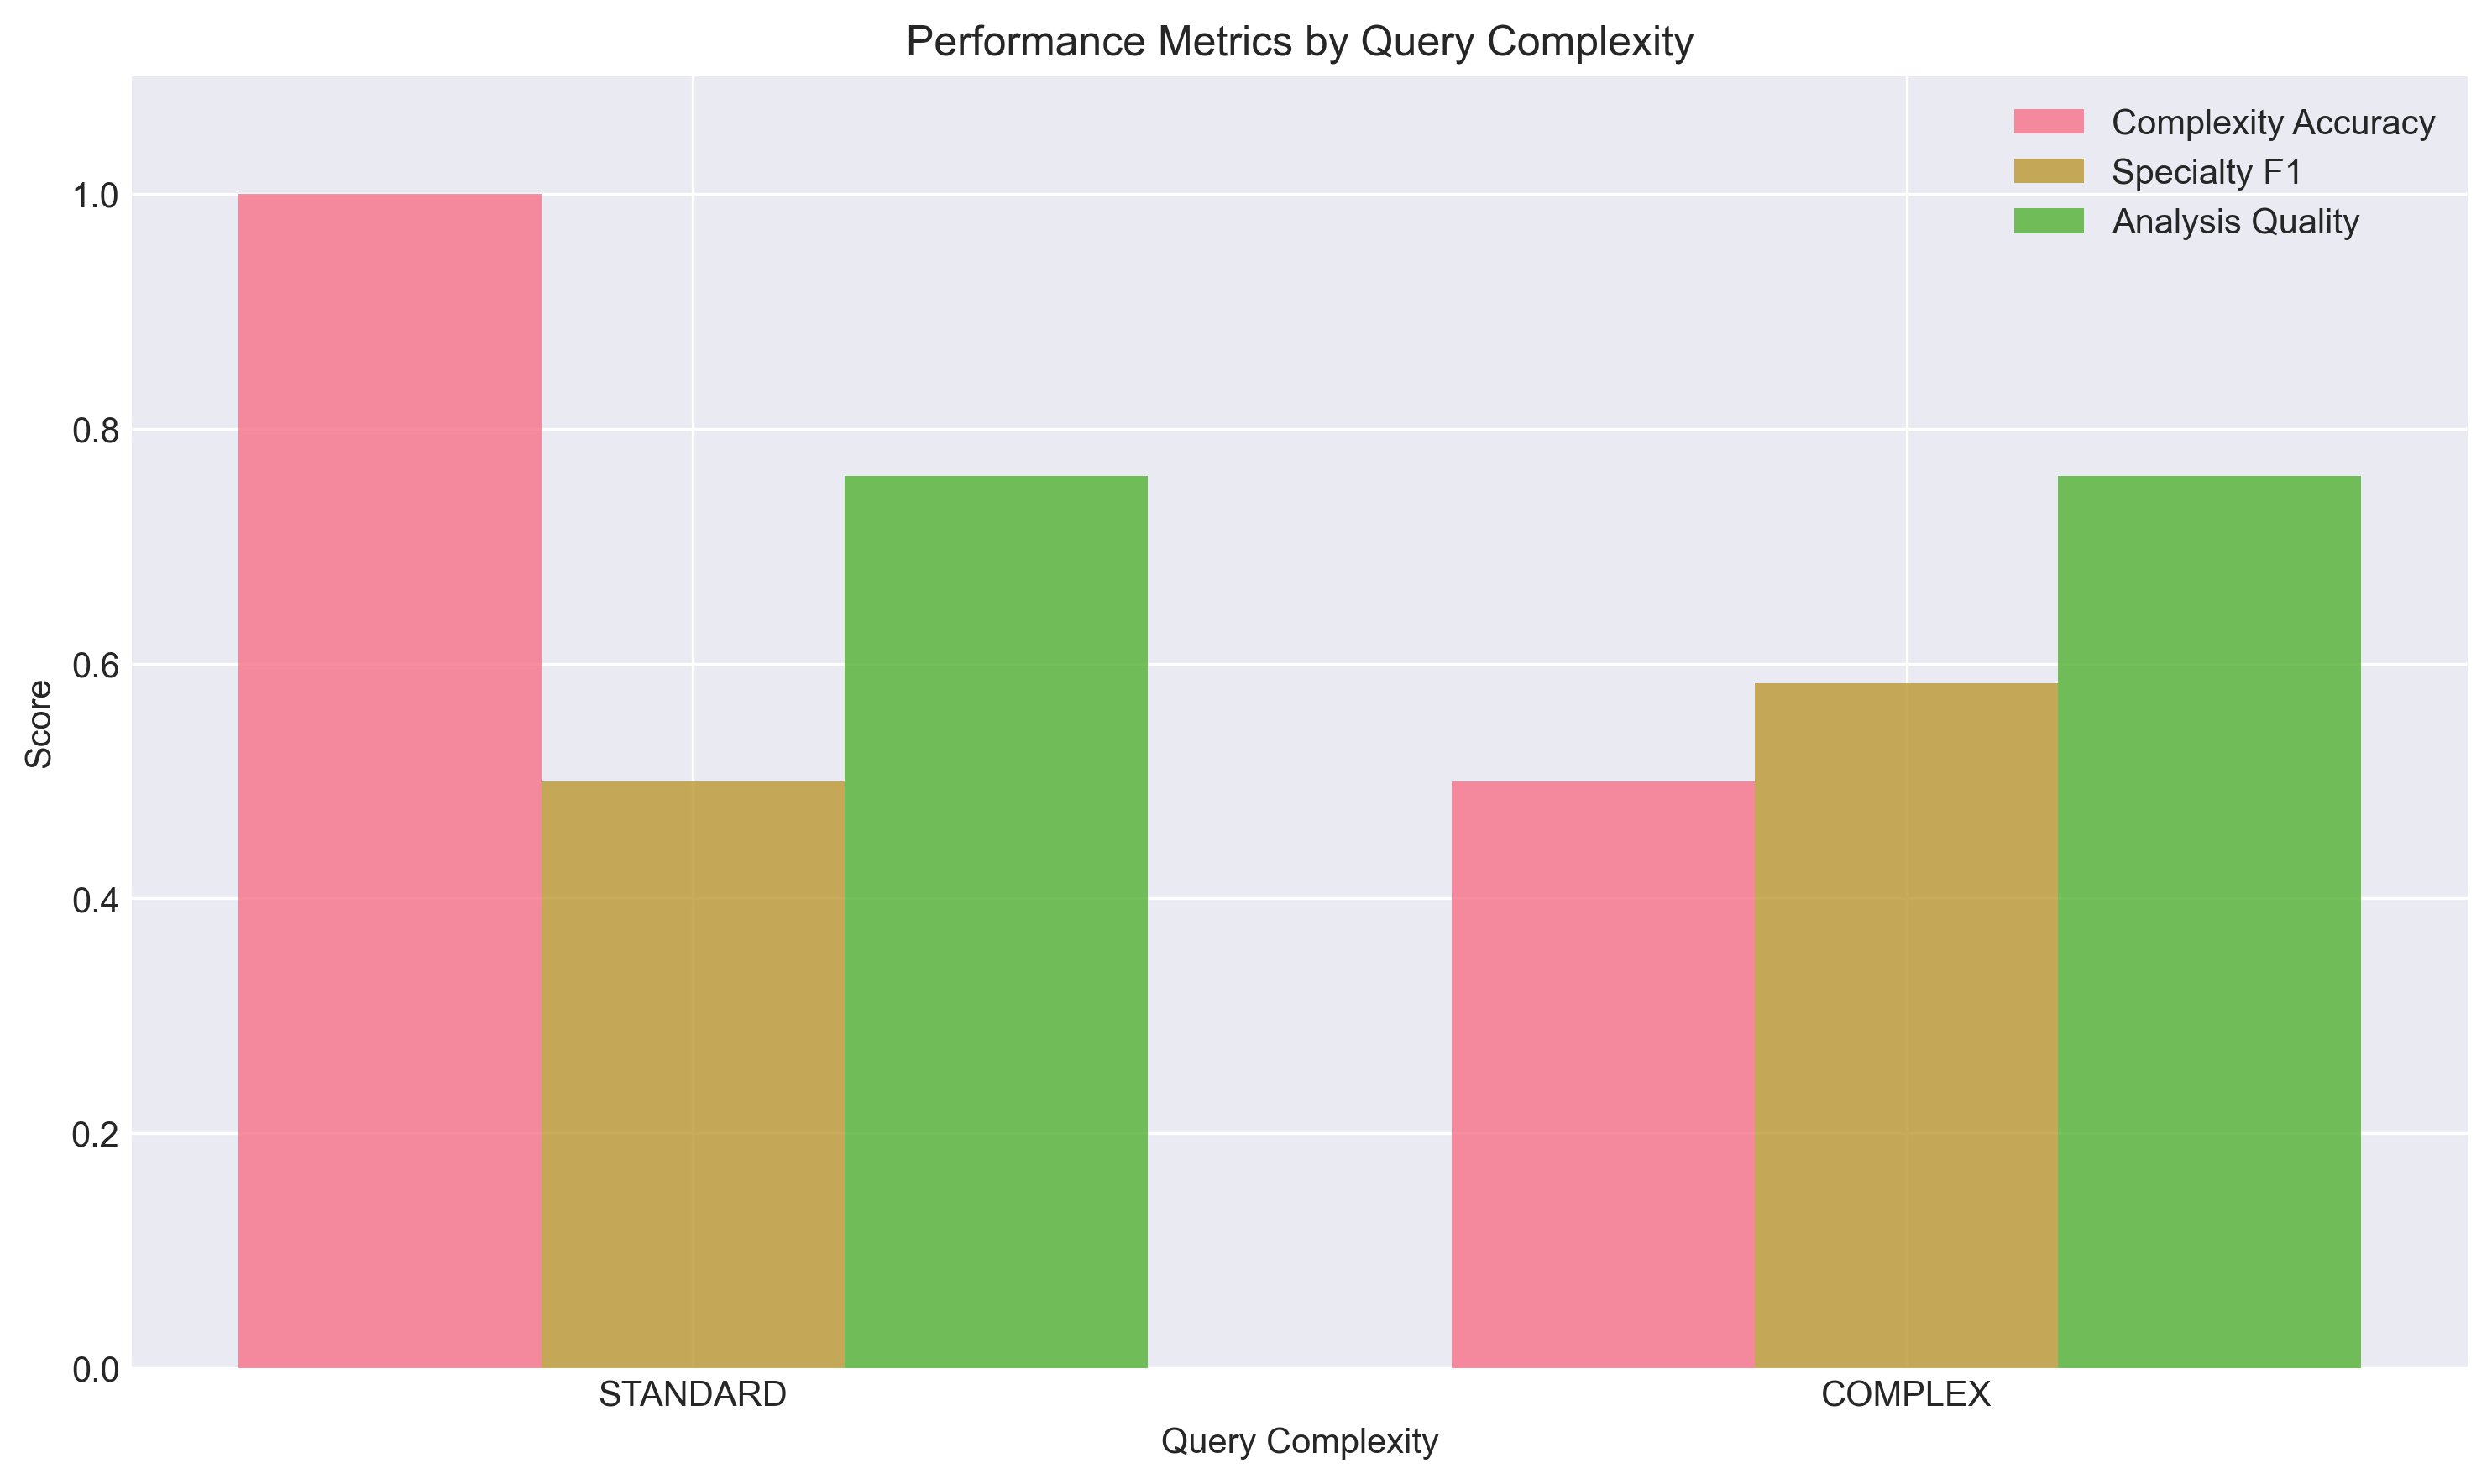 Performance Metrics by Query Complexity
Complexity Accuracy
Specialty F1
Analysis Quality
1.0
0.8
0.6
0.4
0.2
0.0
Score
STANDARD
COMPLEX
Query Complexity